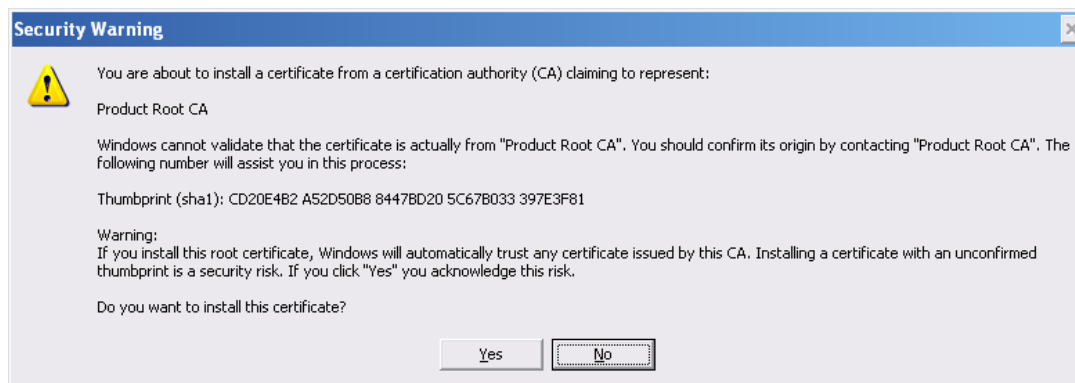 Security Warning
You are about to install a certificate from a certification authority (CA) claiming to represent:
Product Root CA
Windows cannot validate that the certificate is actually from "Product Root CA". You should confirm its origin by contacting "Product Root CA". The
following number will assist you in this process:
Thumbprint (sha1): CD20E4B2 A52D50B8 8447BD20 5C67B033 397E3F81
Warning:
If you install this root certificate, Windows will automatically trust any certificate issued by this CA. Installing a certificate with an unconfirmed
thumbprint is a security risk. If you click "Yes" you acknowledge this risk.
Do you want to install this certificate?
Yes No